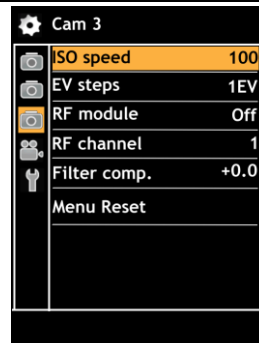 Cam 3
ISO speed 100
EV steps 1EV
RF module Off
RF channel 1
Filter comp. +0.0
Menu Reset